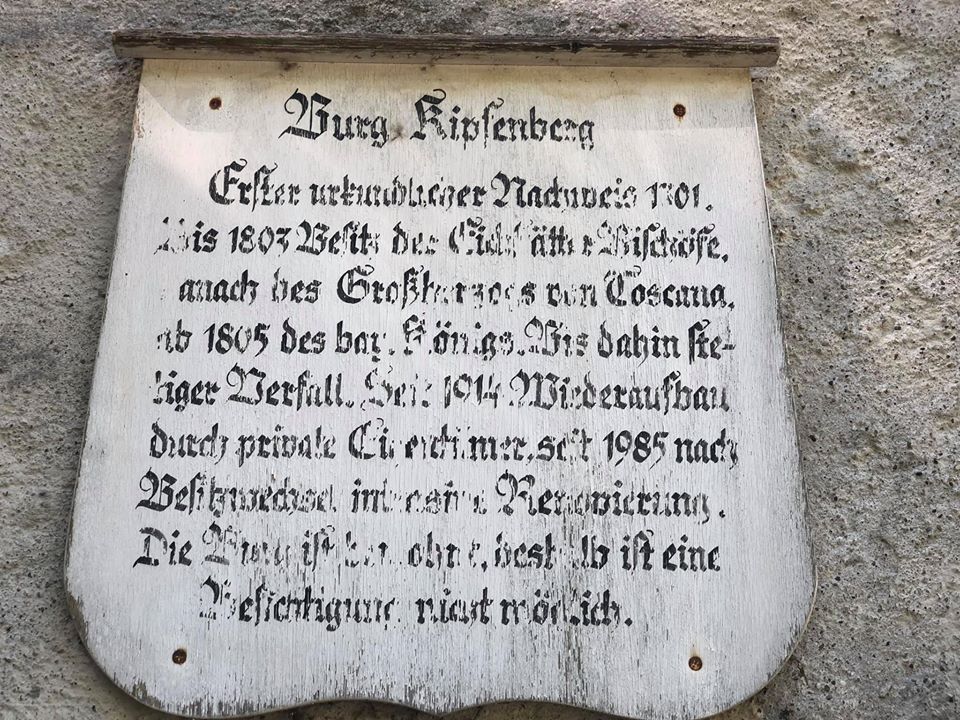 Burg Kipfenberg
Erster urkundlicher Nachweis 1301.
Bis 1803 Besitz der Eichstätter Bischöfe,
danach des Großherzogs von Toscana,
ab 1805 des bay. Königs. Bis dahin ste-
tiger Verfall. Seit 1914 Wiederaufbau
durch private Eigentümer, seit 1985 nach
Besitzwechsel intensive Renovierung.
Die Burg ist bewohnt, deshalb ist eine
Besichtigung nicht möglich.